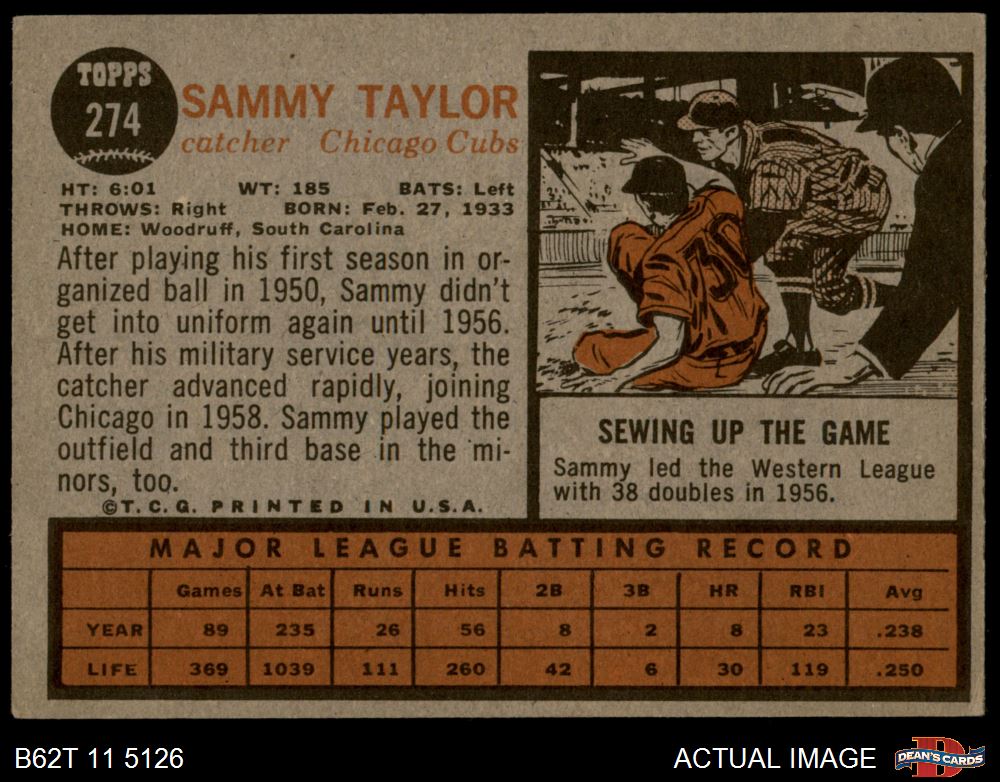 TOPPS
274
SAMMY TAYLOR
catcher Chicago Cubs
HT: 6:01 WT: 185 BATS: Left
THROWS: Right BORN: Feb. 27, 1933
HOME: Woodruff, South Carolina
After playing his first season in or-
ganized ball in 1950, Sammy didn't
get into uniform again until 1956.
After his military service years, the
catcher advanced rapidly, joining
Chicago in 1958. Sammy played the
outfield and third base in the mi-
nors, too.
©T.C.G. PRINTED IN U.S.A.
30
SEWING UP THE GAME
Sammy led the Western League
with 38 doubles in 1956.
MAJOR LEAGUE BATTING RECORD
Games At Bat Runs Hits 2B 3B HR RBI Avg
YEAR 89 235 26 56 8 2 8 23 .238
LIFE 369 1039 111 260 42 6 30 119 .250
B62T 11 5126 ACTUAL IMAGE
D
DEAN'S CARDS